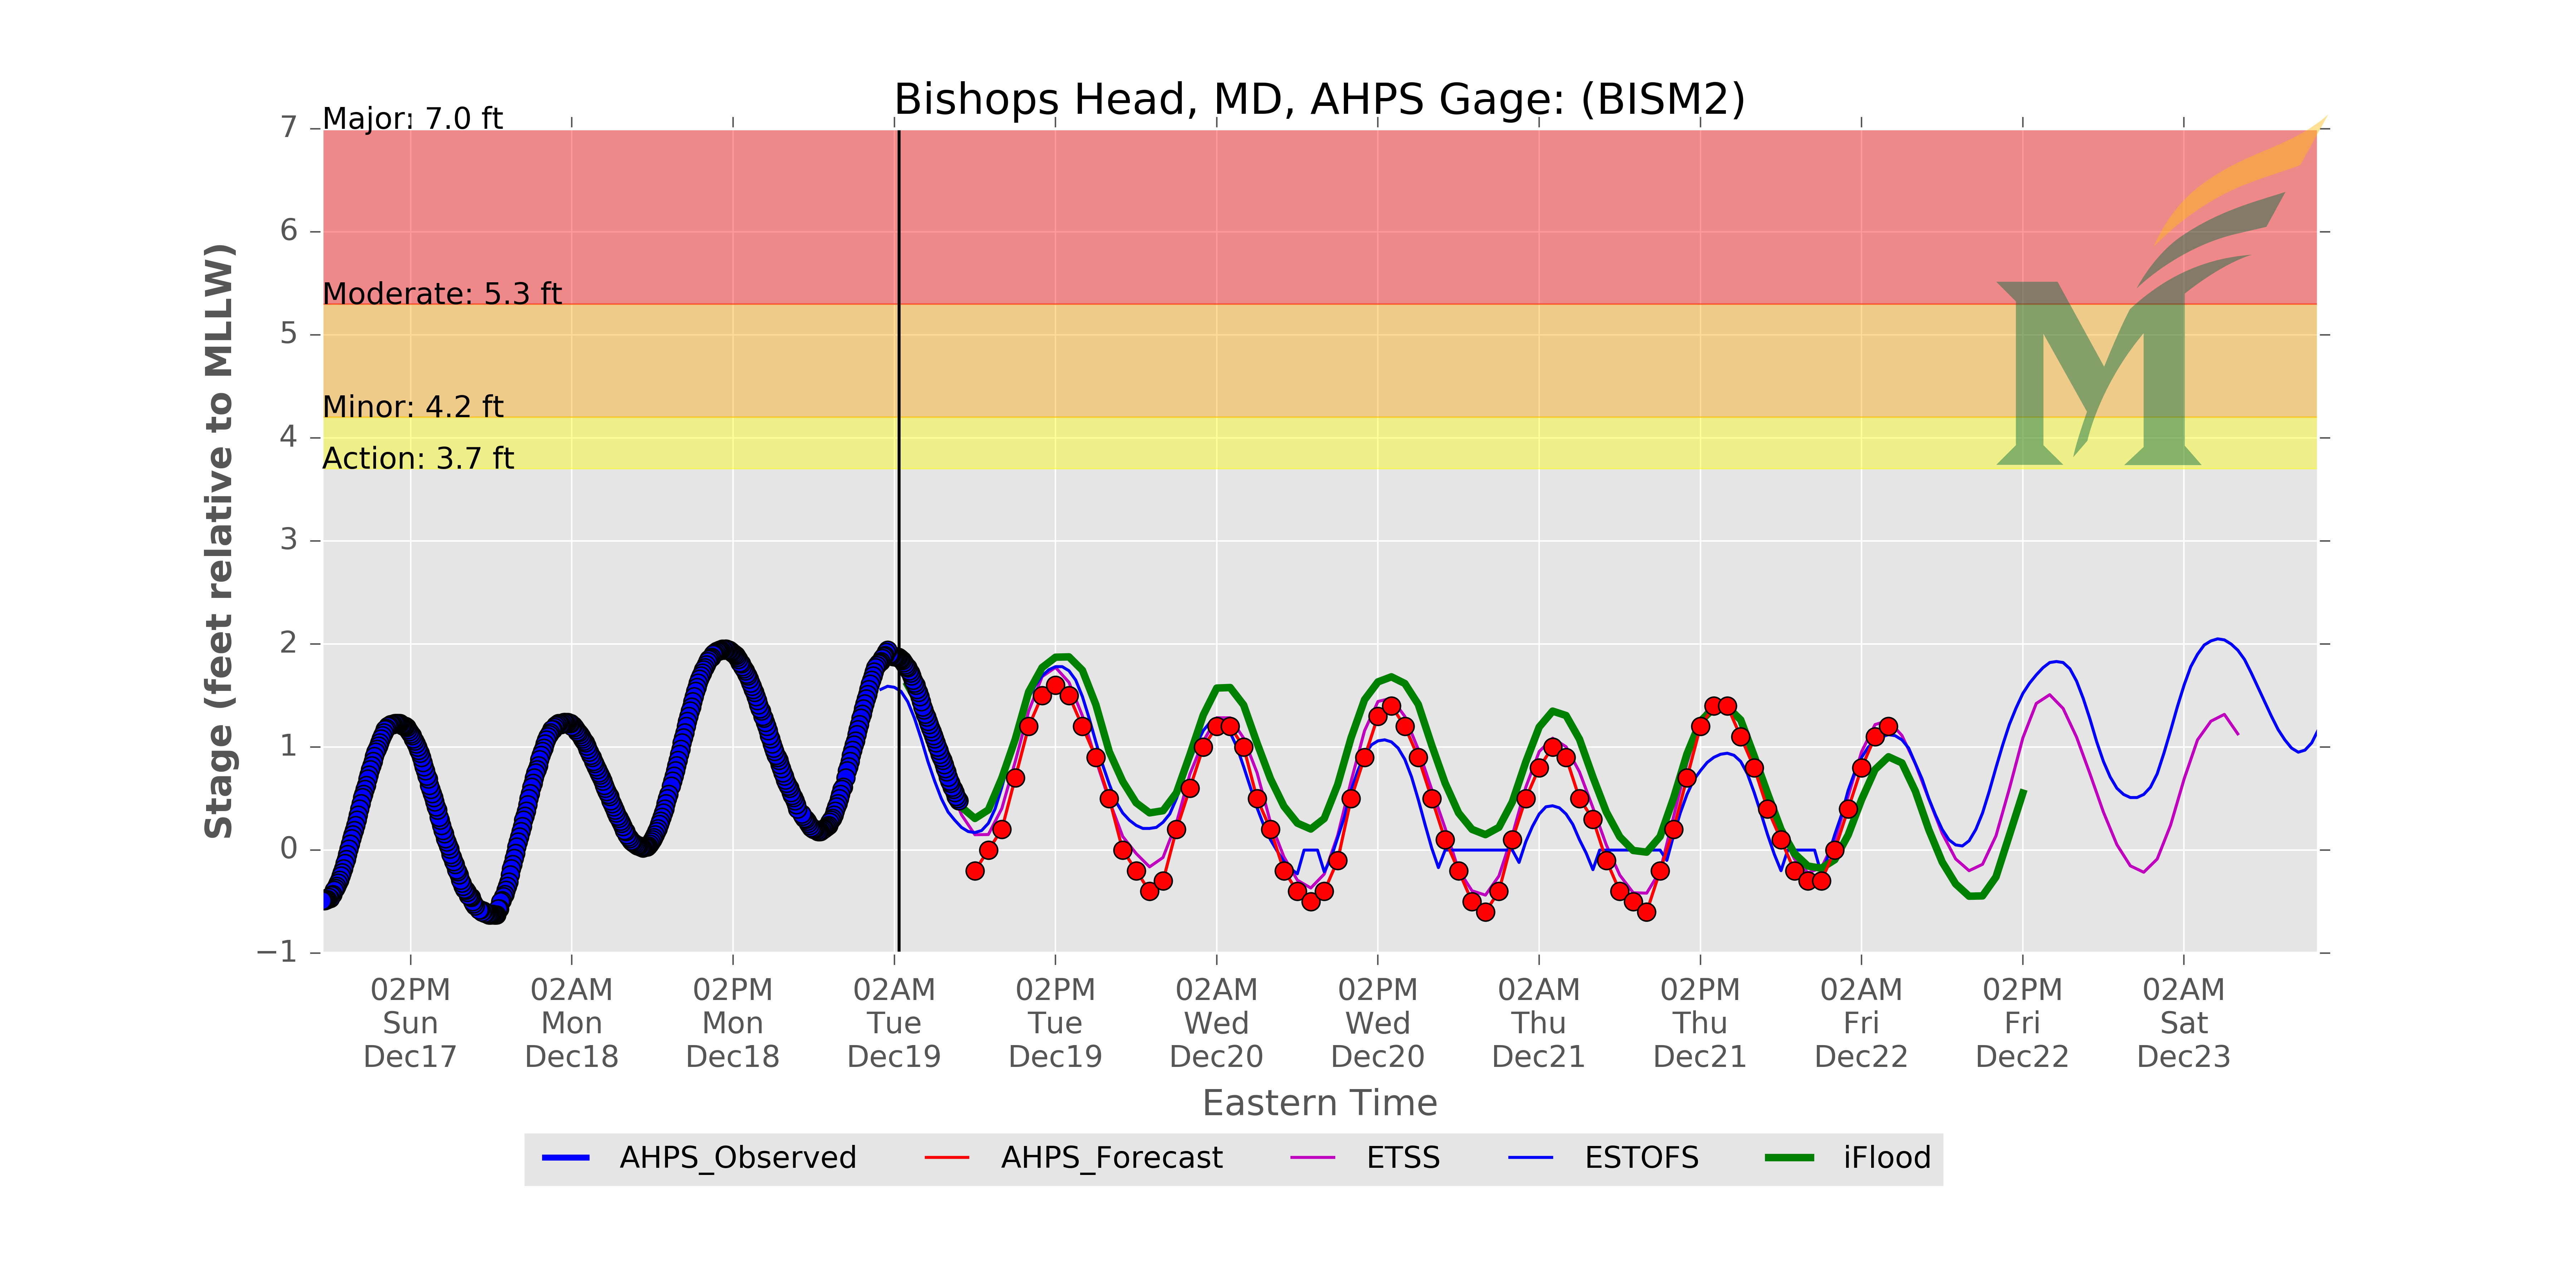 Bishops Head, MD, AHPS Gage: (BISM2)
Stage (feet relative to MLLW)
7
6
5
4
3
2
1
0
−1
Major: 7.0 ft
Moderate: 5.3 ft
Minor: 4.2 ft
Action: 3.7 ft
M
02PM
Sun
Dec17
02AM
Mon
Dec18
02PM
Mon
Dec18
02AM
Tue
Dec19
02PM
Tue
Dec19
02AM
Wed
Dec20
02PM
Wed
Dec20
02AM
Thu
Dec21
02PM
Thu
Dec21
02AM
Fri
Dec22
02PM
Fri
Dec22
02AM
Sat
Dec23
Eastern Time
AHPS_Observed
AHPS_Forecast
ETSS
ESTOFS
iFlood